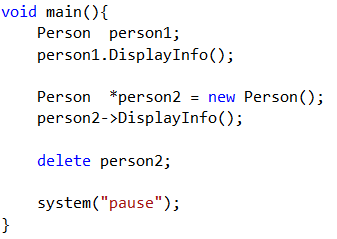 void main(){
    Person  person1;
    person1.DisplayInfo();
    Person  *person2 = new Person();
    person2->DisplayInfo();
    delete person2;
    system("pause");
}